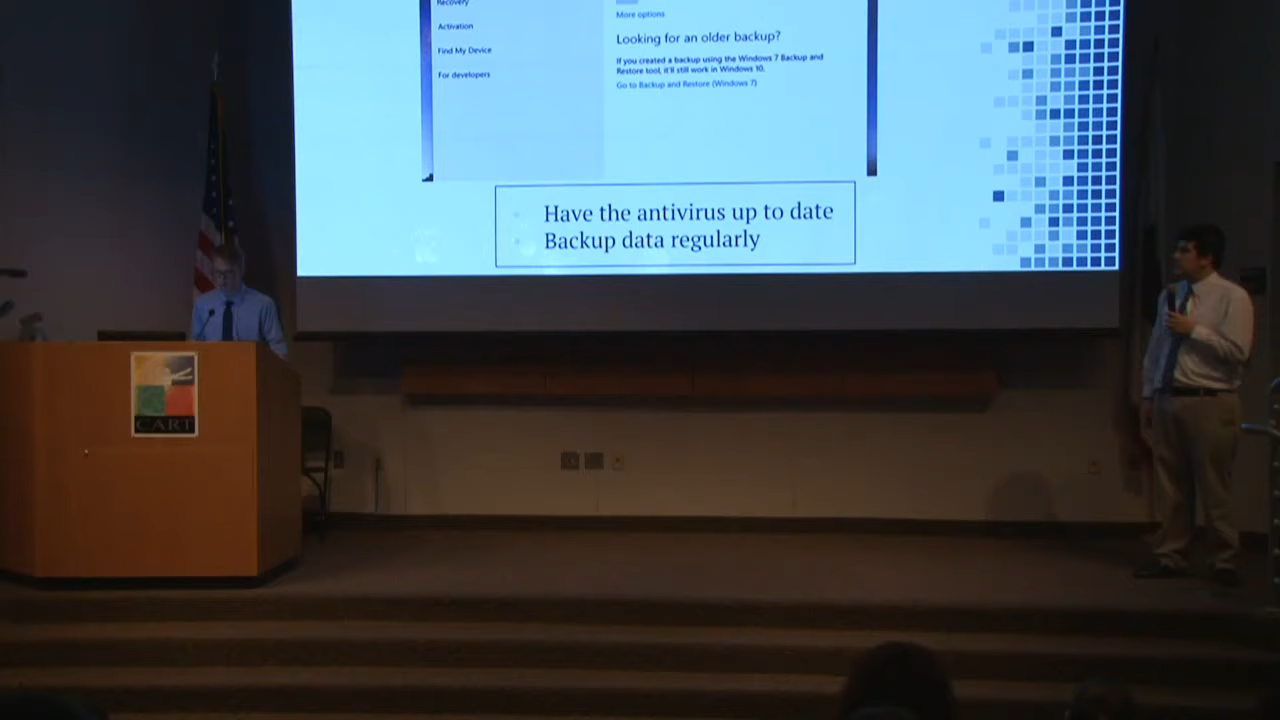 Recovery
Activation
Find My Device
For developers
More options
Looking for an older backup?
If you created a backup using the Windows 7 Backup and
Restore tool, it'll still work in Windows 10.
Go to Backup and Restore (Windows 7)
Have the antivirus up to date
Backup data regularly
CART